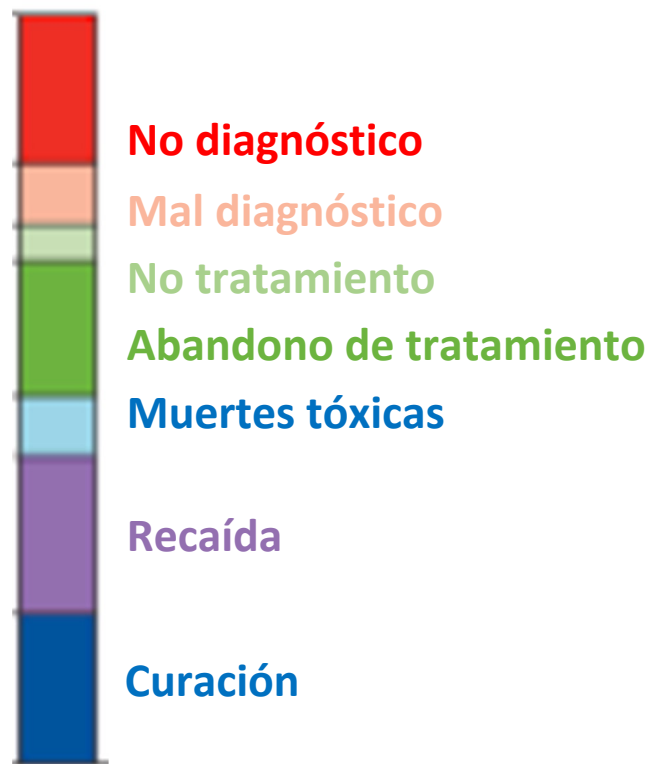 No diagnóstico
Mal diagnóstico
No tratamiento
Abandono de tratamiento
Muertes tóxicas
Recaída
Curación